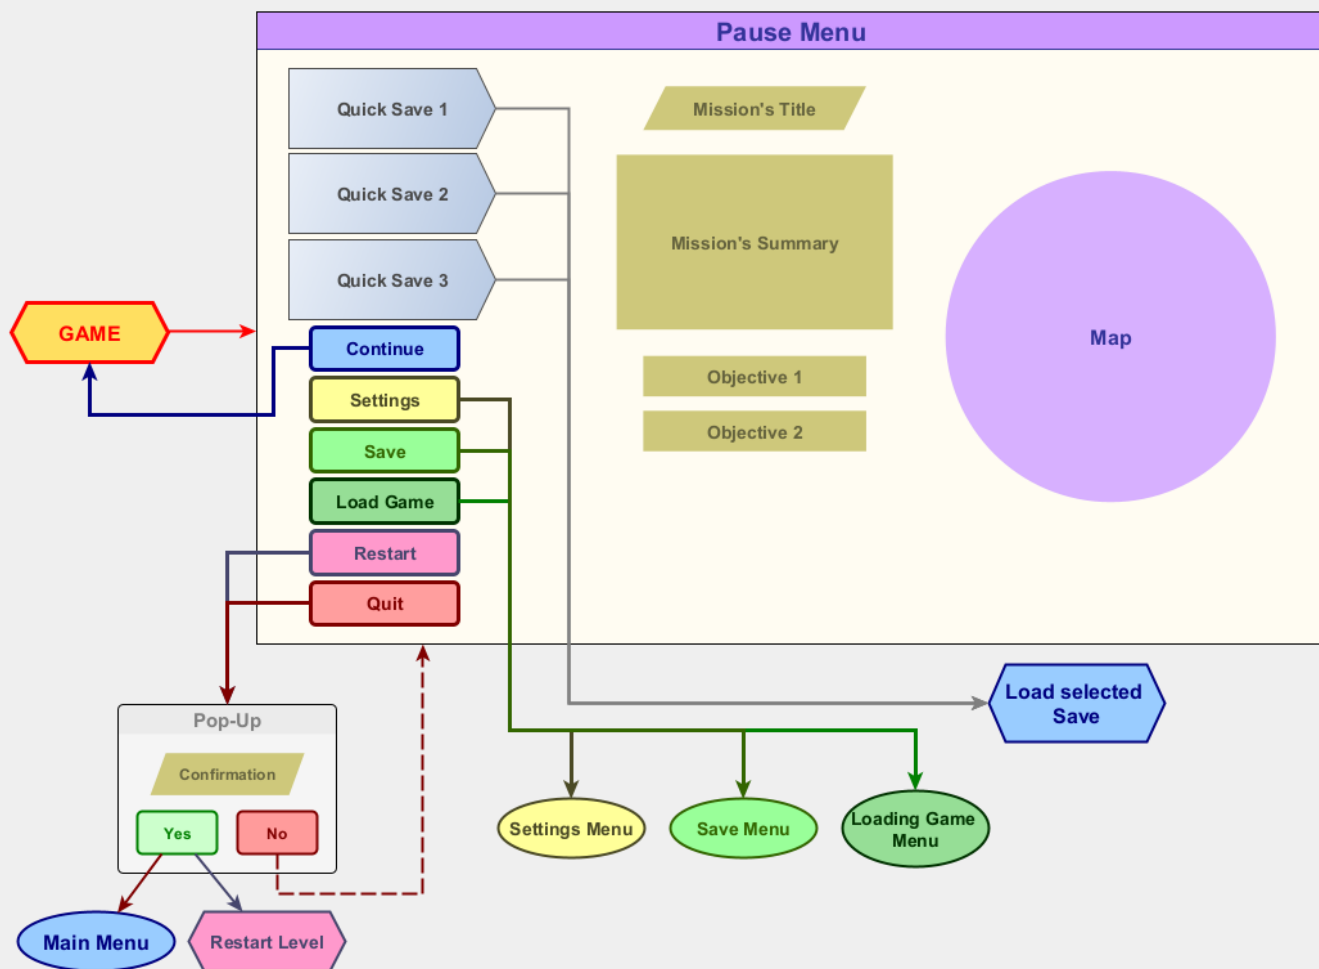 Pause Menu
Quick Save 1
Quick Save 2
Quick Save 3
GAME
Continue
Settings
Save
Load Game
Restart
Quit
Mission's Title
Mission's Summary
Objective 1
Objective 2
Map
Load selected
Save
Pop-Up
Confirmation
Yes
No
Settings Menu
Save Menu
Loading Game
Menu
Main Menu
Restart Level